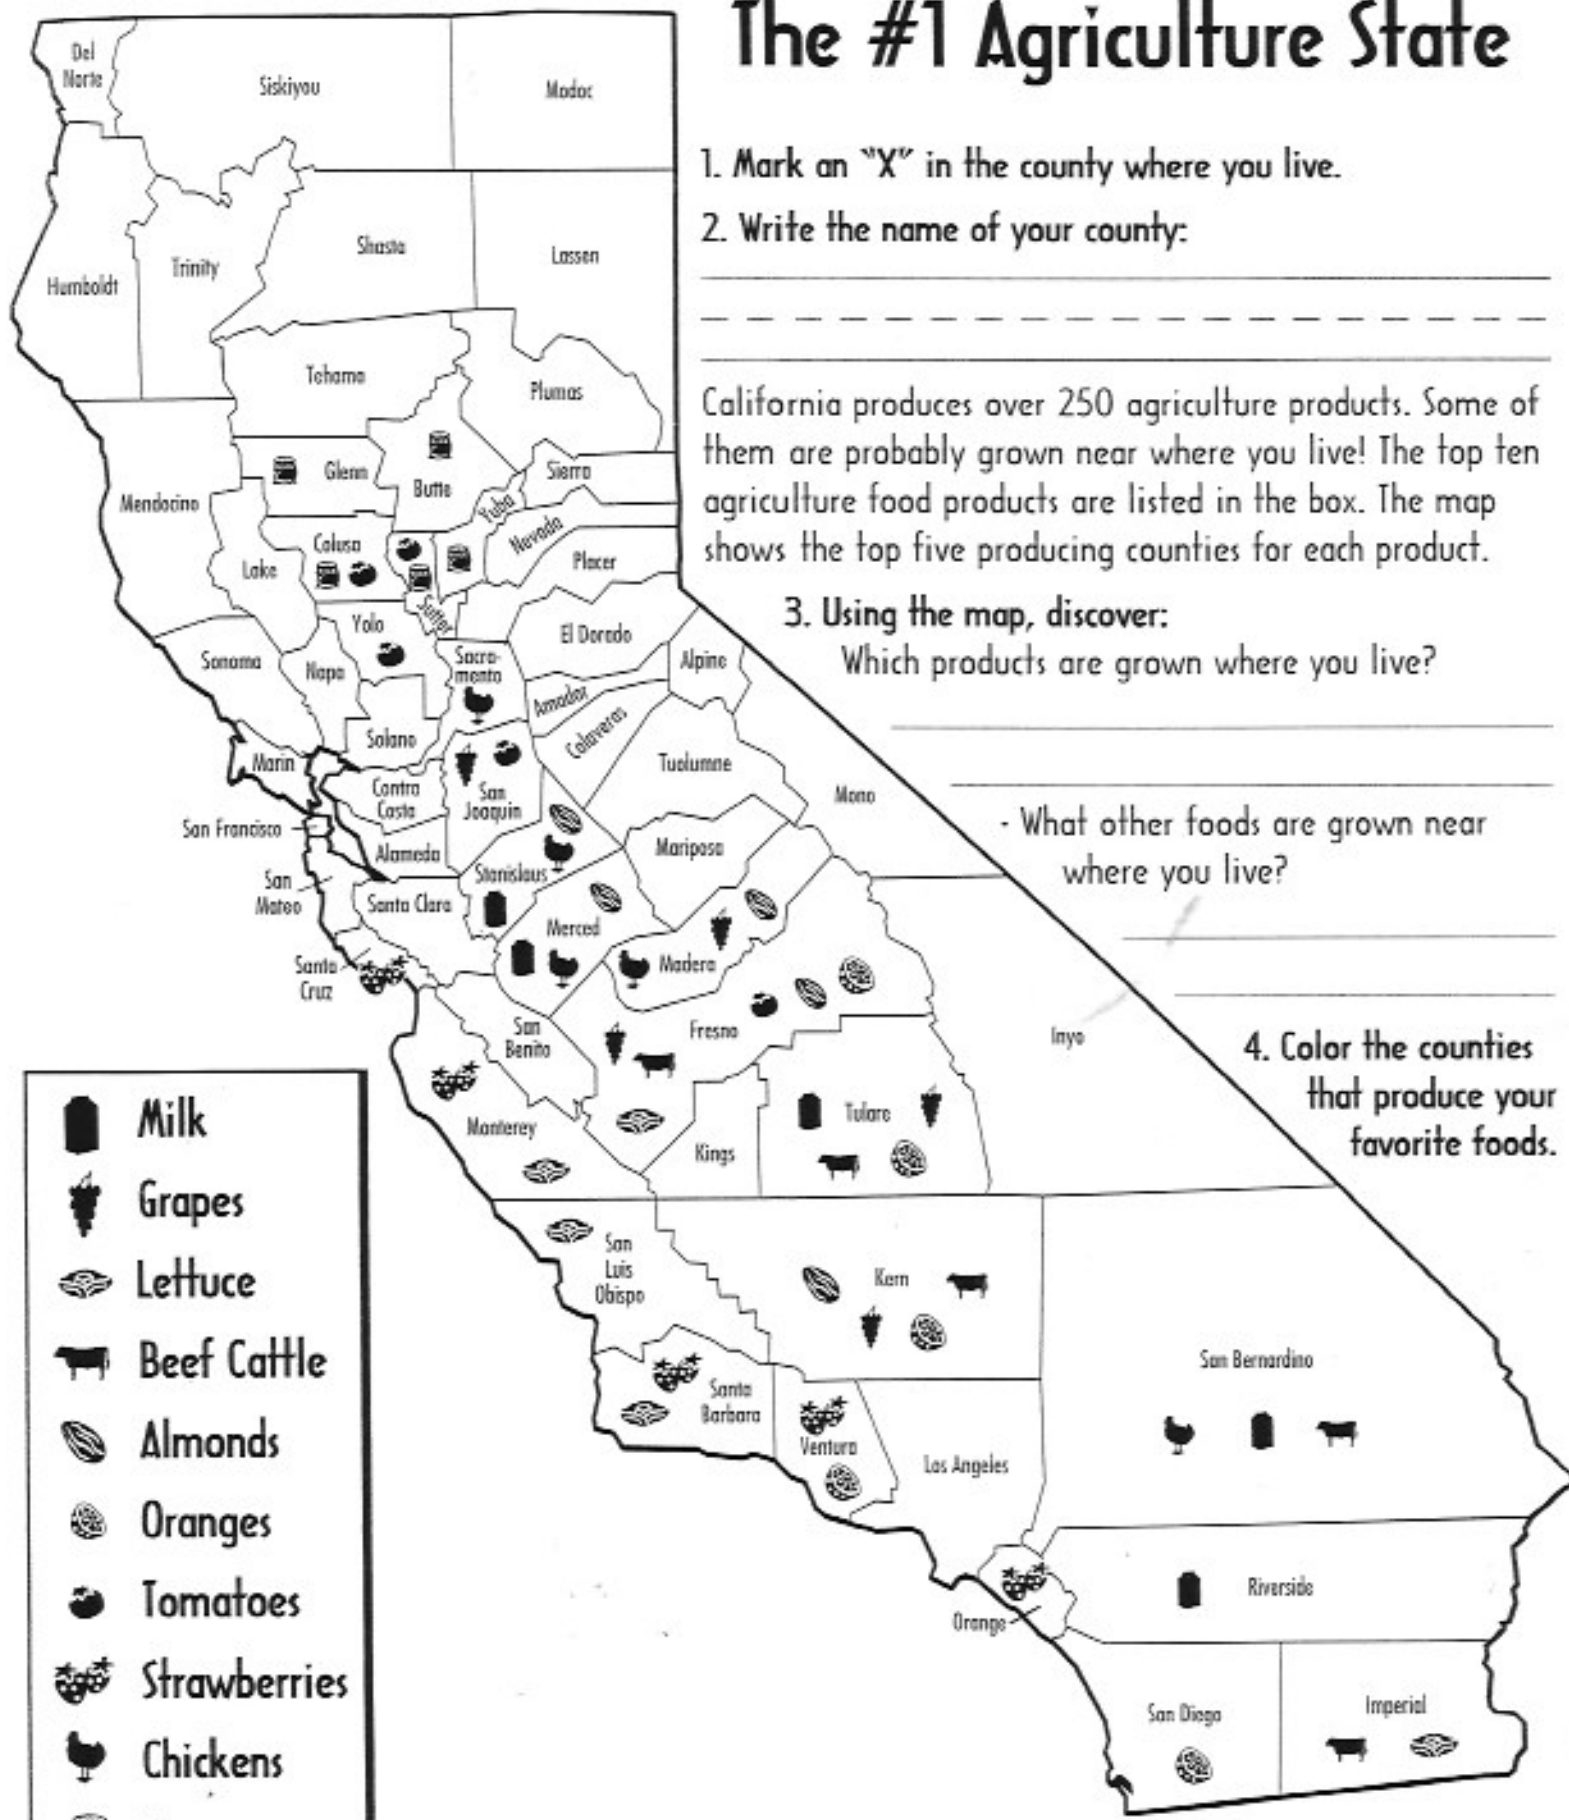 The #1 Agriculture State
1. Mark an "X" in the county where you live.
2. Write the name of your county:
California produces over 250 agriculture products. Some of
them are probably grown near where you live! The top ten
agriculture food products are listed in the box. The map
shows the top five producing counties for each product.
3. Using the map, discover:
Which products are grown where you live?
- What other foods are grown near
where you live?
4. Color the counties
that produce your
favorite foods.
Del
Norte
Siskiyou
Modoc
Humboldt
Trinity
Shasta
Lassen
Tehama
Plumas
Mendocino
Glenn
Butte
Sierra
Yuba
Nevada
Colusa
Lake
Placer
Sutter
Yolo
Sonoma
Napa
Sacra-
mento
El Dorado
Alpine
Amador
Calaveras
Solano
Marin
Contra
Costa
San
Joaquin
Tuolumne
Mono
San Francisco
Alameda
Stanislaus
Mariposa
San
Mateo
Santa Clara
Merced
Madera
Santa
Cruz
San
Benito
Fresno
Inyo
Monterey
Kings
Tulare
San
Luis
Obispo
Kern
San Bernardino
Santa
Barbara
Ventura
Los Angeles
Orange
Riverside
San Diego
Imperial
Milk
Grapes
Lettuce
Beef Cattle
Almonds
Oranges
Tomatoes
Strawberries
Chickens